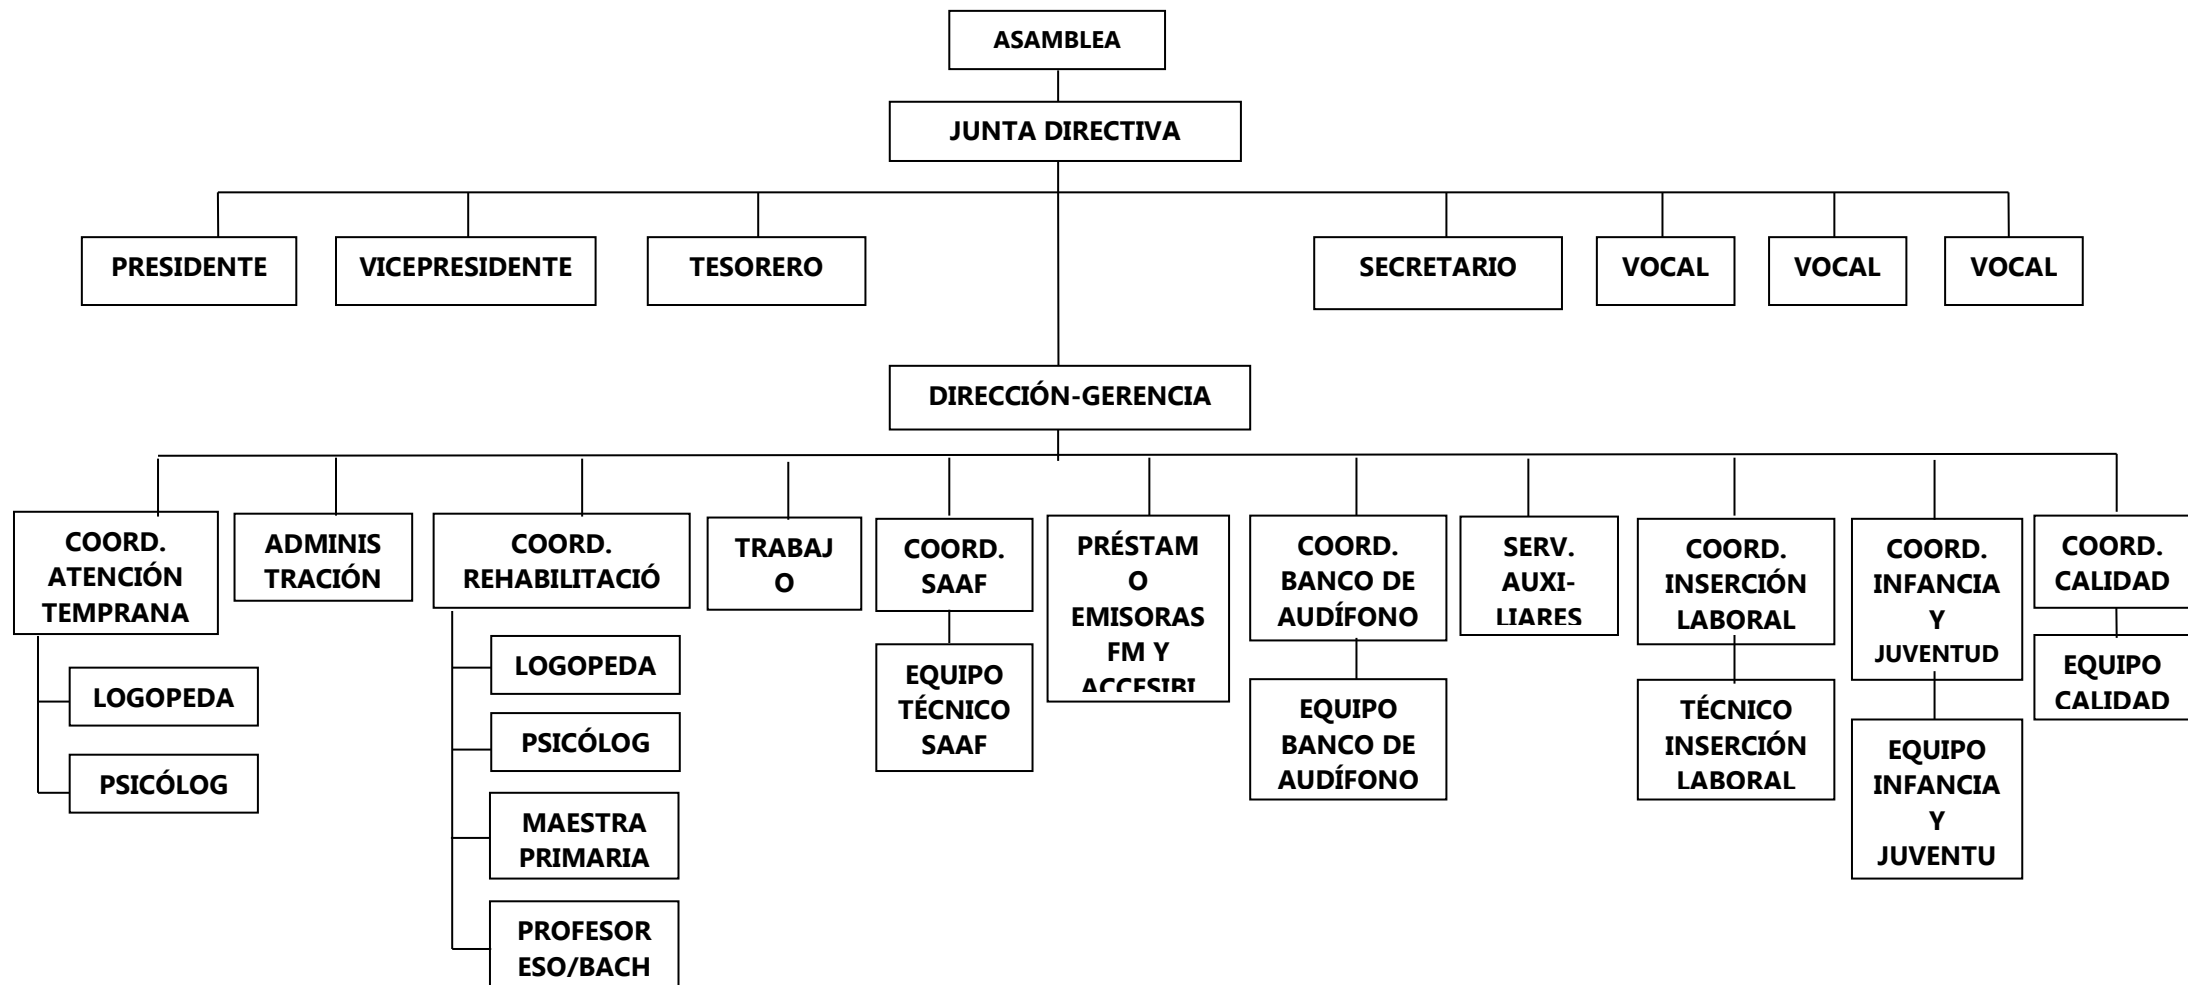 ASAMBLEA
JUNTA DIRECTIVA
PRESIDENTE
VICEPRESIDENTE
TESORERO
SECRETARIO
VOCAL
VOCAL
VOCAL
DIRECCIÓN-GERENCIA
COORD.
ATENCIÓN
TEMPRANA
LOGOPEDA
PSICÓLOG
ADMINIS
TRACIÓN
COORD.
REHABILITACIÓ
LOGOPEDA
PSICÓLOG
MAESTRA
PRIMARIA
PROFESOR
ESO/BACH
TRABAJ
O
COORD.
SAAF
EQUIPO
TÉCNICO
SAAF
PRÉSTAM
O
EMISORAS
FM Y
ACCESIBI
COORD.
BANCO DE
AUDÍFONO
EQUIPO
BANCO DE
AUDÍFONO
SERV.
AUXI-
LIARES
COORD.
INSERCIÓN
LABORAL
TÉCNICO
INSERCIÓN
LABORAL
COORD.
INFANCIA
Y
JUVENTUD
EQUIPO
INFANCIA
Y
JUVENTU
COORD.
CALIDAD
EQUIPO
CALIDAD